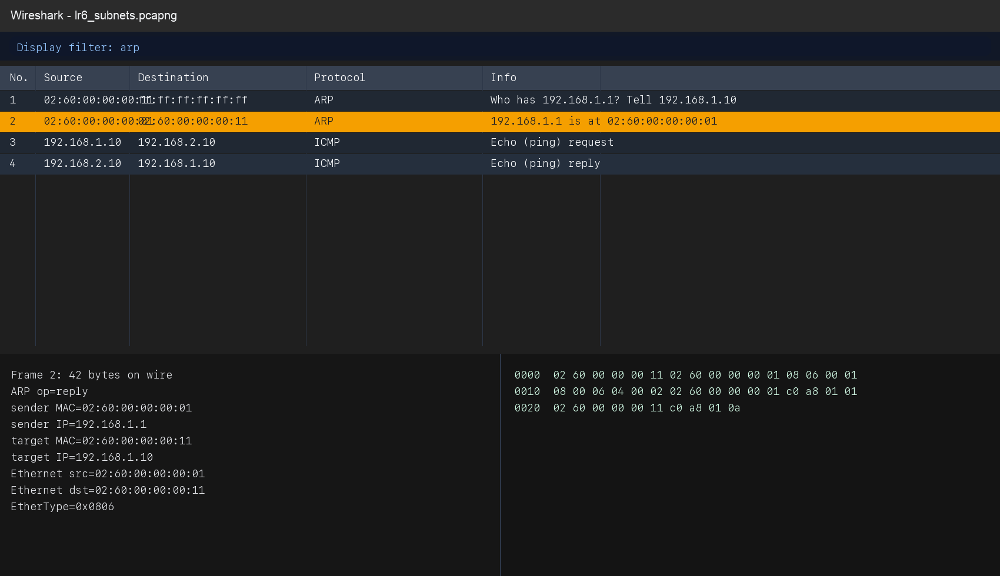 Wireshark - lr6_subnets.pcapng
Display filter: arp
No. Source Destination Protocol Info
1 02:60:00:00:00:11 ff:ff:ff:ff:ff:ff ARP Who has 192.168.1.1? Tell 192.168.1.10
2 02:60:00:00:00:01 02:60:00:00:00:11 ARP 192.168.1.1 is at 02:60:00:00:00:01
3 192.168.1.10 192.168.2.10 ICMP Echo (ping) request
4 192.168.2.10 192.168.1.10 ICMP Echo (ping) reply
Frame 2: 42 bytes on wire
ARP op=reply
sender MAC=02:60:00:00:00:01
sender IP=192.168.1.1
target MAC=02:60:00:00:00:11
target IP=192.168.1.10
Ethernet src=02:60:00:00:00:01
Ethernet dst=02:60:00:00:00:11
EtherType=0x0806
0000 02 60 00 00 00 11 02 60 00 00 00 01 08 06 00 01
0010 08 00 06 04 00 02 02 60 00 00 00 01 c0 a8 01 01
0020 02 60 00 00 00 11 c0 a8 01 0a